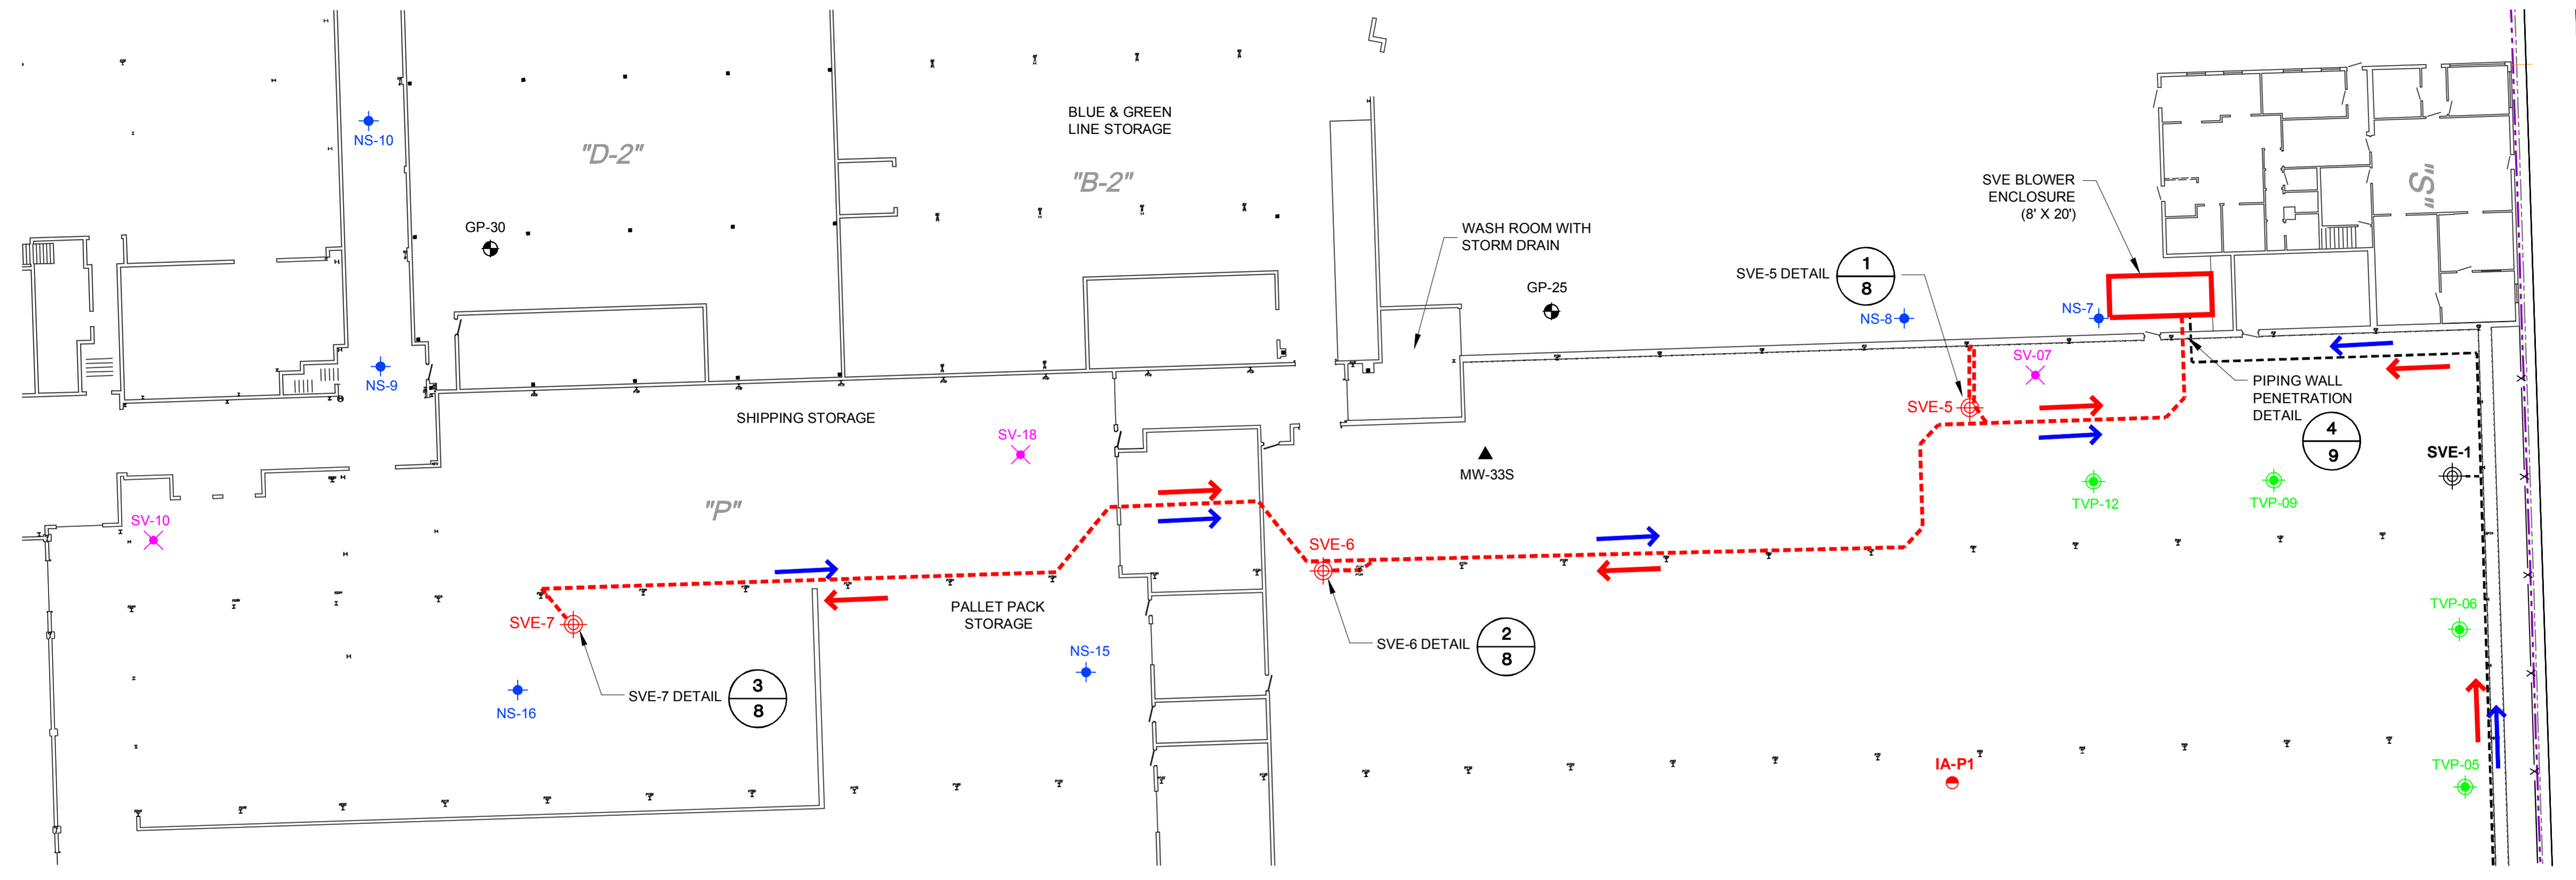 NS-10
"D-2"
BLUE & GREEN
LINE STORAGE
"B-2"
GP-30
WASH ROOM WITH
STORM DRAIN
GP-25
SVE-5 DETAIL
1
8
NS-8
SVE BLOWER
ENCLOSURE
(8' X 20')
NS-7
"S"
NS-9
SHIPPING STORAGE
SV-18
SV-07
SVE-5
PIPING WALL
PENETRATION
DETAIL
4
9
SVE-1
MW-33S
TVP-12
TVP-09
SV-10
"P"
SVE-6
SVE-7
PALLET PACK
STORAGE
TVP-06
SVE-6 DETAIL
2
8
NS-15
NS-16
SVE-7 DETAIL
3
8
IA-P1
TVP-05
X
X
X
X
X